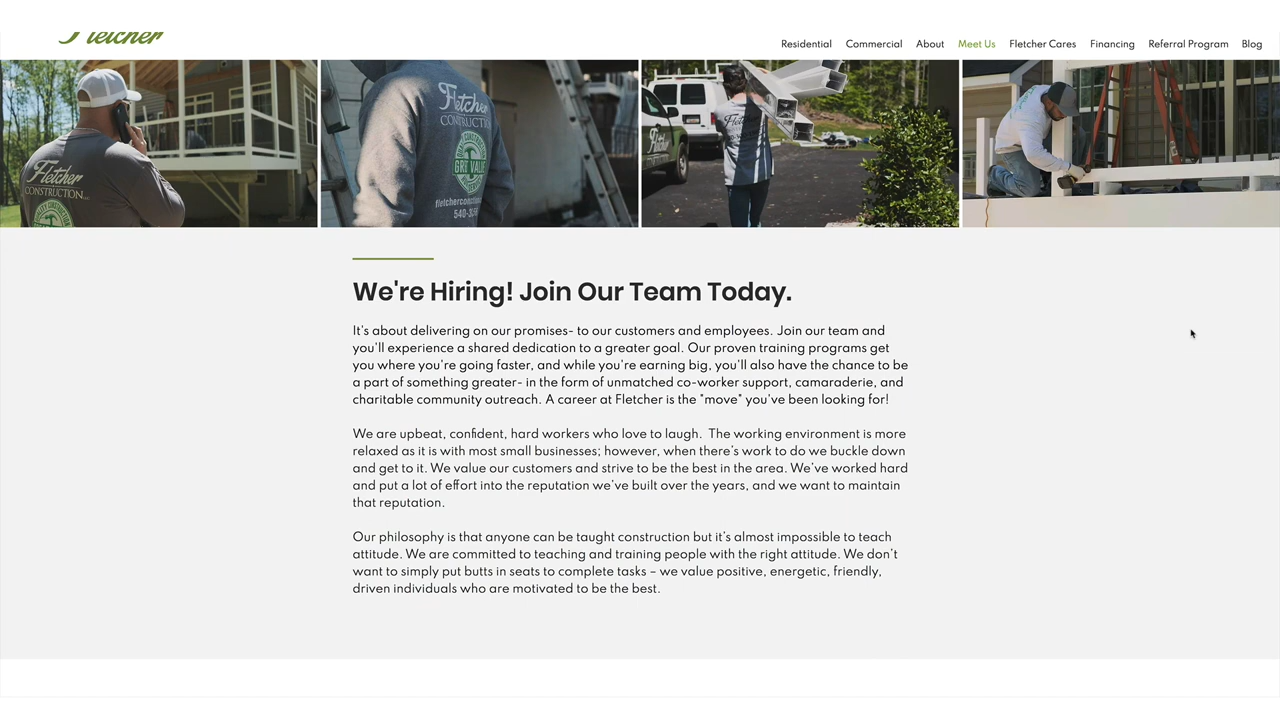 Fletcher
Residential Commercial About Meet Us Fletcher Cares Financing Referral Program Blog
Fletcher
CONSTRUCTION
Fletcher
CONSTRUCTION
GET VALUE
540-
Fletcher
We're Hiring! Join Our Team Today.
It's about delivering on our promises- to our customers and employees. Join our team and
you'll experience a shared dedication to a greater goal. Our proven training programs get
you where you're going faster, and while you're earning big, you'll also have the chance to be
a part of something greater- in the form of unmatched co-worker support, camaraderie, and
charitable community outreach. A career at Fletcher is the "move" you've been looking for!
We are upbeat, confident, hard workers who love to laugh. The working environment is more
relaxed as it is with most small businesses; however, when there's work to do we buckle down
and get to it. We value our customers and strive to be the best in the area. We've worked hard
and put a lot of effort into the reputation we've built over the years, and we want to maintain
that reputation.
Our philosophy is that anyone can be taught construction but it's almost impossible to teach
attitude. We are committed to teaching and training people with the right attitude. We don't
want to simply put butts in seats to complete tasks – we value positive, energetic, friendly,
driven individuals who are motivated to be the best.